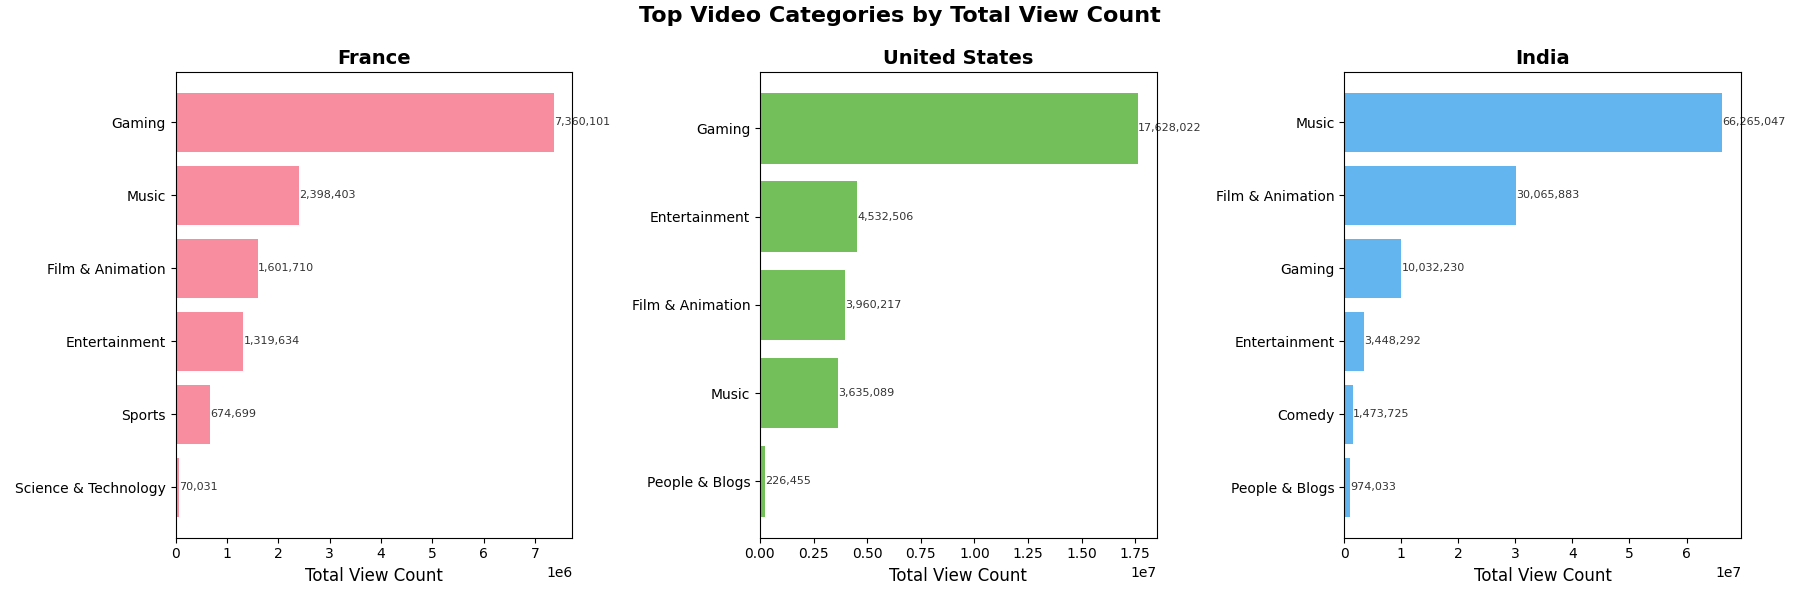 Top Video Categories by Total View Count
France
Gaming
7,360,101
Music
2,398,403
Film & Animation
1,601,710
Entertainment
1,319,634
Sports
674,699
Science & Technology
70,031
0 1 2 3 4 5 6 7
1e6
Total View Count
United States
Gaming
17,628,022
Entertainment
4,532,506
Film & Animation
3,960,217
Music
3,635,089
People & Blogs
226,455
0.00 0.25 0.50 0.75 1.00 1.25 1.50 1.75
1e7
Total View Count
India
Music
66,265,047
Film & Animation
30,065,883
Gaming
10,032,230
Entertainment
3,448,292
Comedy
1,473,725
People & Blogs
974,033
0 1 2 3 4 5 6
1e7
Total View Count